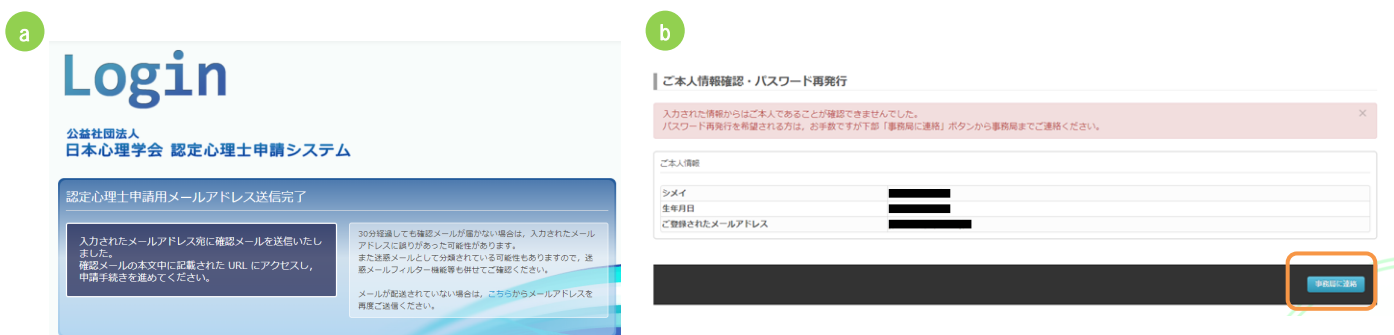 a
Login
公益社団法人
日本心理学会 認定心理士申請システム
認定心理士申請用メールアドレス送信完了
入力されたメールアドレス宛に確認メールを送信いたし
ました。
確認メールの本文中に記載された URL にアクセスし，
申請手続きを進めてください。
30分経過しても確認メールが届かない場合は，入力されたメール
アドレスに誤りがあった可能性があります。
また迷惑メールとして分類されている可能性もありますので，迷
惑メールフィルター機能等も併せてご確認ください。
メールが配送されていない場合は，こちらからメールアドレスを
再度ご送信ください。
b
ご本人情報確認・パスワード再発行
入力された情報からはご本人であることが確認できませんでした。
パスワード再発行を希望される方は、お手数ですが下部「事務局に連絡」ボタンから事務局までご連絡ください。
×
ご本人情報
シメイ
生年月日
ご登録されたメールアドレス
事務局に連絡